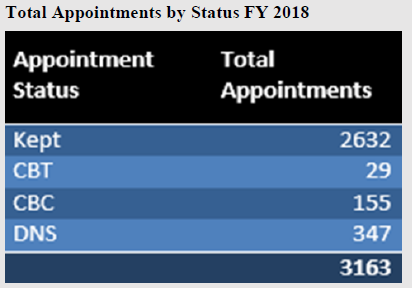 Total Appointments by Status FY 2018
Appointment Status Total Appointments
Kept 2632
CBT 29
CBC 155
DNS 347
3163